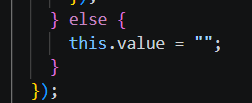 });
} else {
this.value = "";
}
});